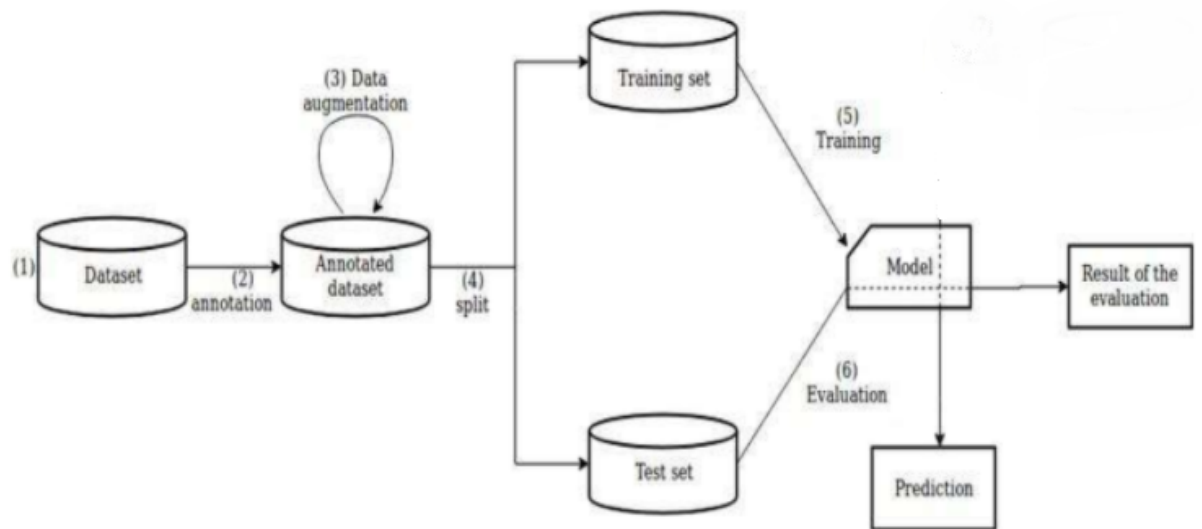 (3) Data
augmentation
Training set
(5)
Training
(1)
Dataset
(2)
annotation
Annotated
dataset
(4)
split
Model
Result of the
evaluation
(6)
Evaluation
Test set
Prediction